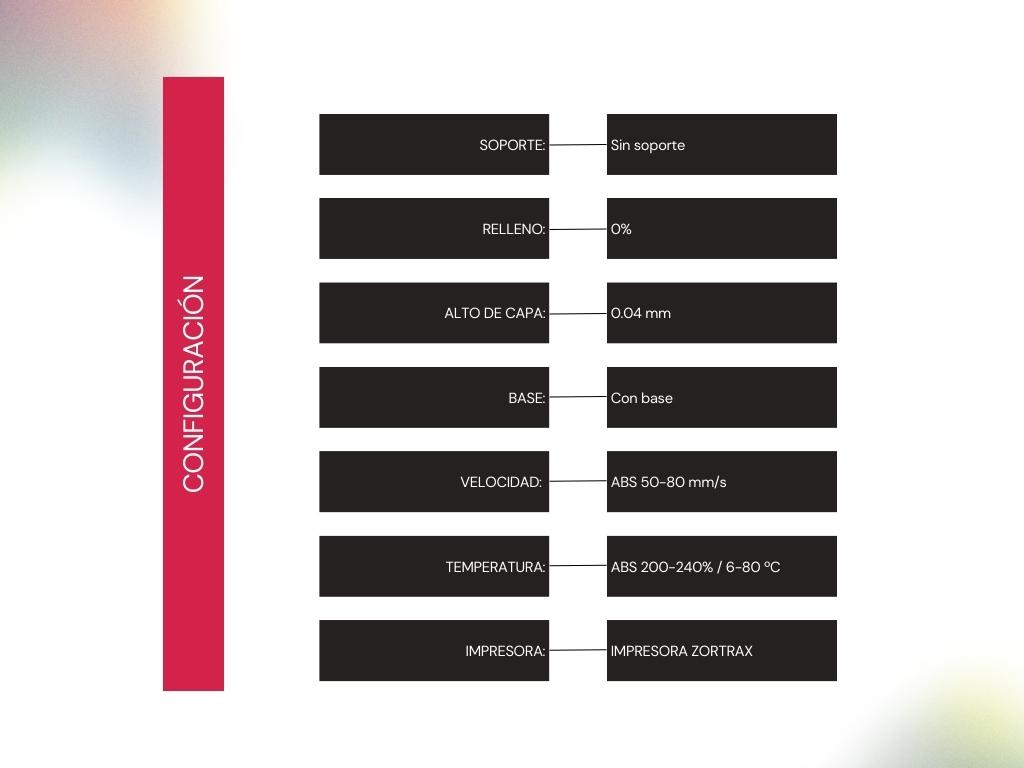 CONFIGURACIÓN
SOPORTE: Sin soporte
RELLENO: 0%
ALTO DE CAPA: 0.04 mm
BASE: Con base
VELOCIDAD: ABS 50-80 mm/s
TEMPERATURA: ABS 200-240% / 6-80 ºC
IMPRESORA: IMPRESORA ZORTRAX